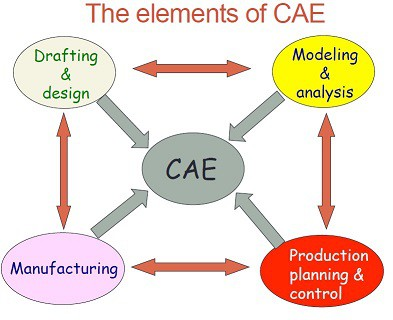 The elements of CAE
Drafting
&
design
Modeling
&
analysis
CAE
Manufacturing
Production
planning &
control